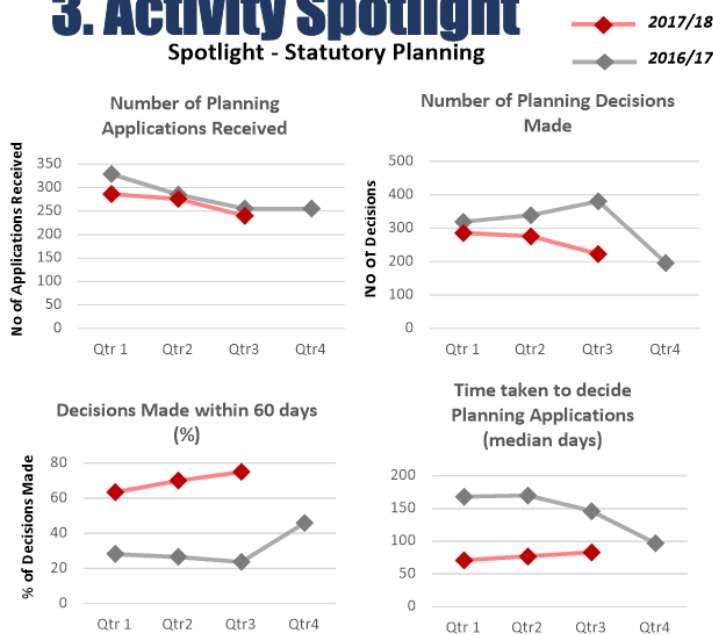 3. Activity Spotlight
Spotlight - Statutory Planning
2017/18
2016/17
Number of Planning
Applications Received
No of Applications Received
350
300
250
200
150
100
50
0
Qtr 1 Qtr2 Qtr3 Qtr4
Number of Planning Decisions
Made
No of Decisions
500
400
300
200
100
0
Qtr 1 Qtr2 Qtr3 Qtr4
Decisions Made within 60 days
(%)
% of Decisions Made
80
60
40
20
0
Qtr 1 Qtr2 Qtr3 Qtr4
Time taken to decide
Planning Applications
(median days)
200
150
100
50
0
Qtr 1 Qtr2 Qtr3 Qtr4